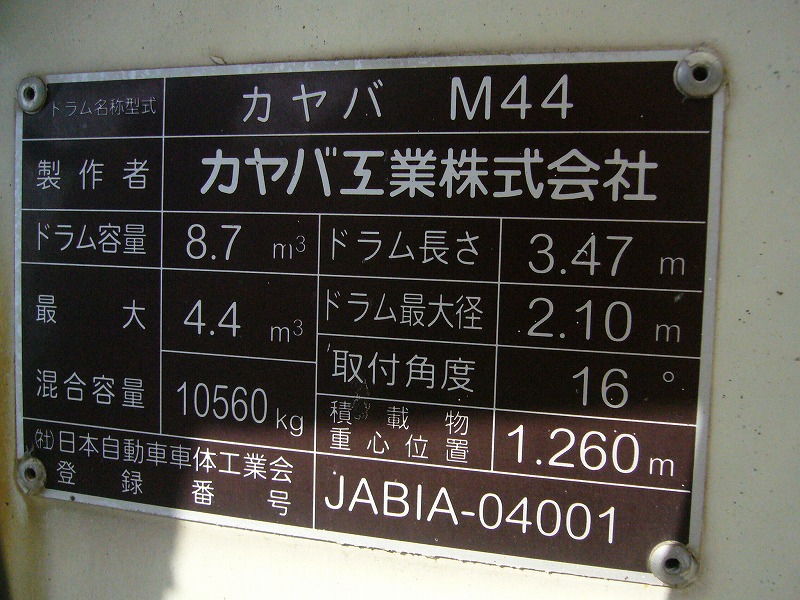 ドラム名称型式 カヤバ M44
製作者 カヤバ工業株式会社
ドラム容量 8.7 m³ ドラム長さ 3.47 m
最大 4.4 m³ ドラム最大径 2.10 m
混合容量 10560 kg 取付角度 16°
積載物
重心位置 1.260 m
(社)日本自動車車体工業会
登録番号 JABIA-04001